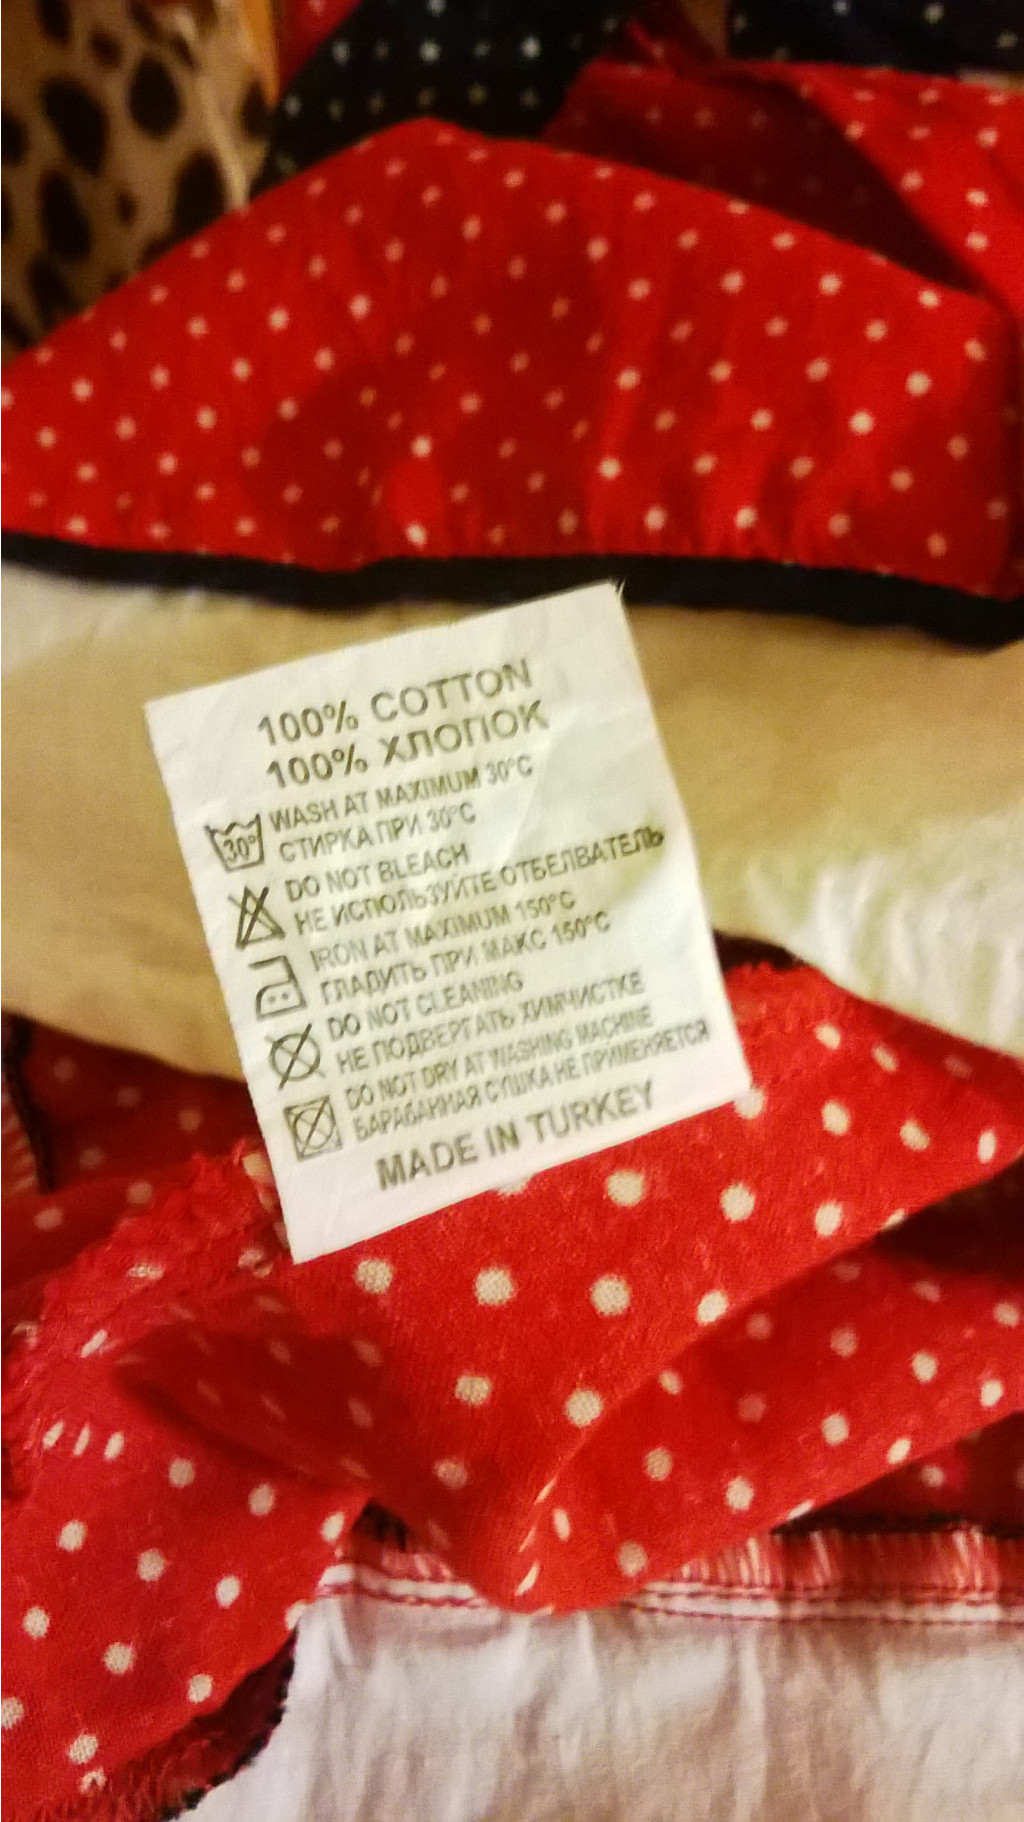 100% COTTON
100% ХЛОПОК
30° WASH AT MAXIMUM 30°C
СТИРКА ПРИ 30°C
DO NOT BLEACH
НЕ ИСПОЛЬЗУЙТЕ ОТБЕЛВАТЕЛЬ
IRON AT MAXIMUM 150°C
ГЛАДИТЬ ПРИ МАКС 150°C
DO NOT CLEANING
НЕ ПОДВЕРГАТЬ ХИМЧИСТКЕ
DO NOT DRY AT WASHING MACHINE
БАРАБАННАЯ СУШКА НЕ ПРИМЕНЯЕТСЯ
MADE IN TURKEY